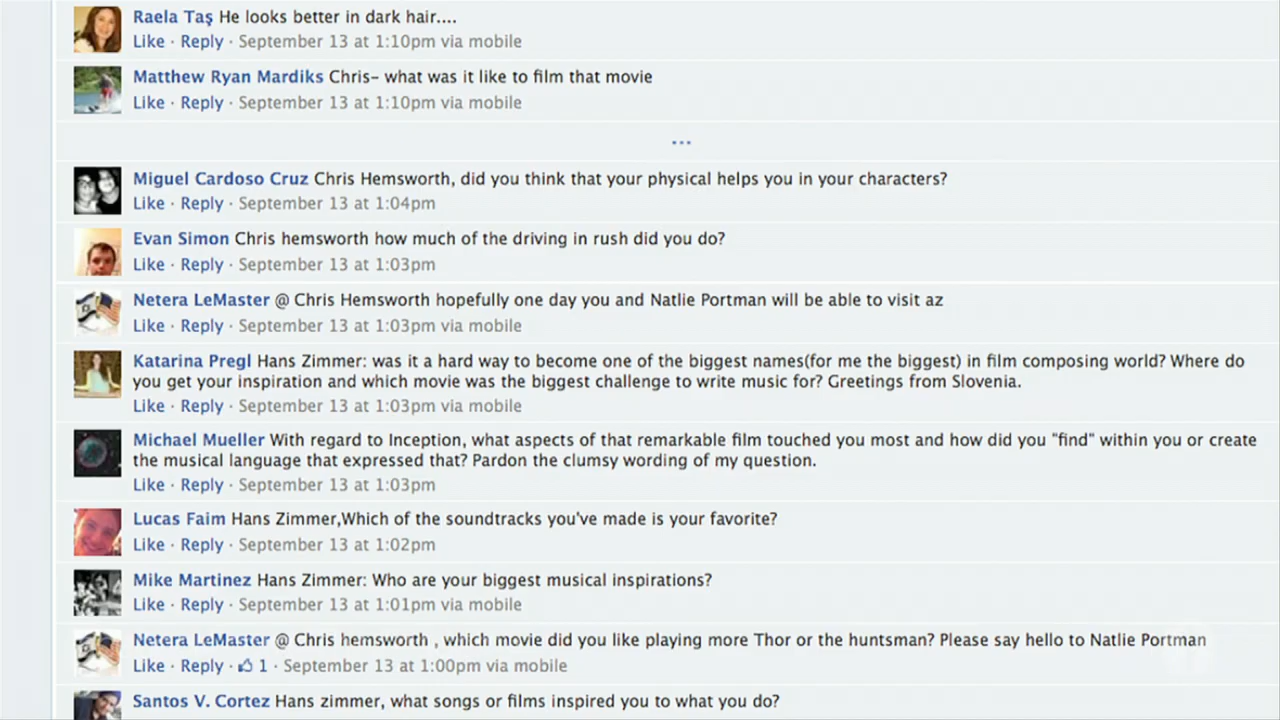 Raela Taş He looks better in dark hair....
Like · Reply · September 13 at 1:10pm via mobile
Matthew Ryan Mardiks Chris- what was it like to film that movie
Like · Reply · September 13 at 1:10pm via mobile
...
Miguel Cardoso Cruz Chris Hemsworth, did you think that your physical helps you in your characters?
Like · Reply · September 13 at 1:04pm
Evan Simon Chris hemsworth how much of the driving in rush did you do?
Like · Reply · September 13 at 1:03pm
Netera LeMaster @ Chris Hemsworth hopefully one day you and Natlie Portman will be able to visit az
Like · Reply · September 13 at 1:03pm via mobile
Katarina Pregl Hans Zimmer: was it a hard way to become one of the biggest names(for me the biggest) in film composing world? Where do
you get your inspiration and which movie was the biggest challenge to write music for? Greetings from Slovenia.
Like · Reply · September 13 at 1:03pm via mobile
Michael Mueller With regard to Inception, what aspects of that remarkable film touched you most and how did you "find" within you or create
the musical language that expressed that? Pardon the clumsy wording of my question.
Like · Reply · September 13 at 1:03pm
Lucas Faim Hans Zimmer,Which of the soundtracks you've made is your favorite?
Like · Reply · September 13 at 1:02pm
Mike Martinez Hans Zimmer: Who are your biggest musical inspirations?
Like · Reply · September 13 at 1:01pm via mobile
Netera LeMaster @ Chris hemsworth , which movie did you like playing more Thor or the huntsman? Please say hello to Natlie Portman
Like · Reply · 1 · September 13 at 1:00pm via mobile
Santos V. Cortez Hans zimmer, what songs or films inspired you to what you do?